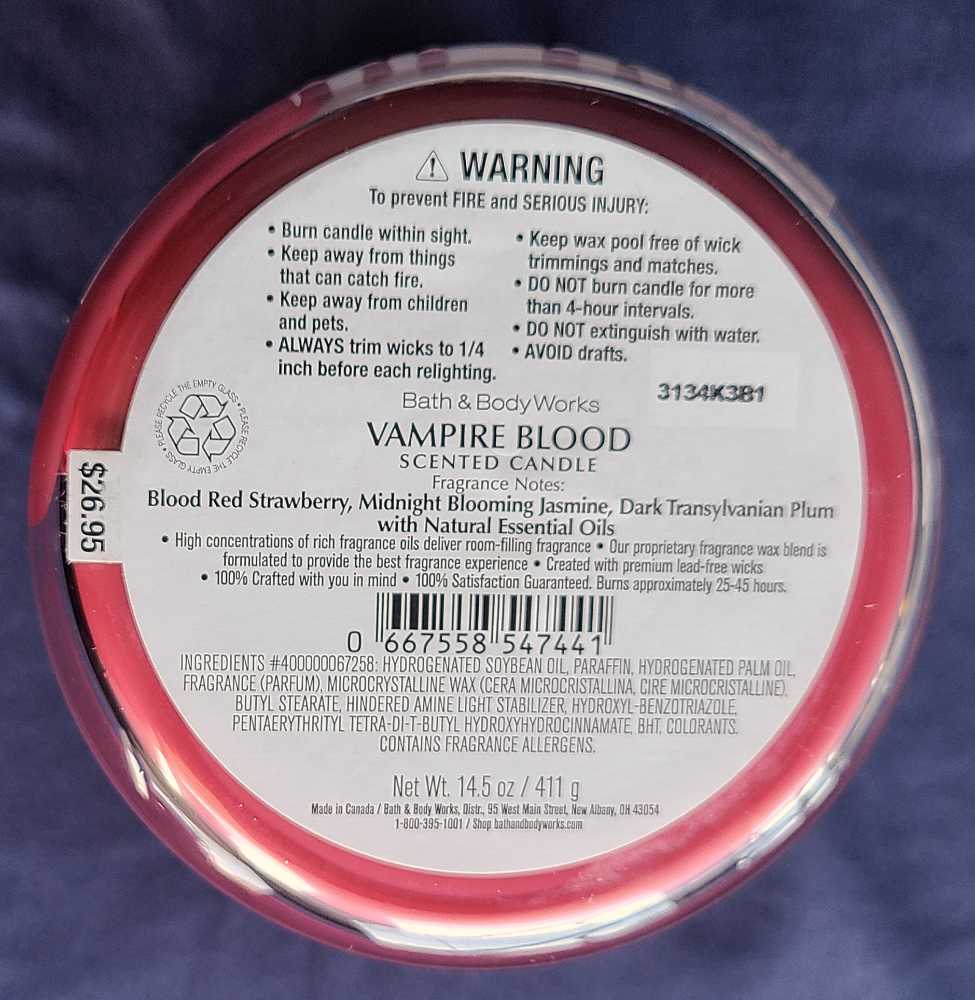 ⚠ WARNING
To prevent FIRE and SERIOUS INJURY:
• Burn candle within sight.
• Keep away from things
that can catch fire.
• Keep away from children
and pets.
• ALWAYS trim wicks to 1/4
inch before each relighting.
• Keep wax pool free of wick
trimmings and matches.
• DO NOT burn candle for more
than 4-hour intervals.
• DO NOT extinguish with water.
• AVOID drafts.
3134K3B1
• PLEASE RECYCLE THE EMPTY GLASS • PLEASE RECYCLE THE EMPTY GLASS
Bath & Body Works
VAMPIRE BLOOD
SCENTED CANDLE
Fragrance Notes:
Blood Red Strawberry, Midnight Blooming Jasmine, Dark Transylvanian Plum
with Natural Essential Oils
• High concentrations of rich fragrance oils deliver room-filling fragrance • Our proprietary fragrance wax blend is
formulated to provide the best fragrance experience • Created with premium lead-free wicks
• 100% Crafted with you in mind • 100% Satisfaction Guaranteed. Burns approximately 25-45 hours.
$26.95
0 667558 547441
INGREDIENTS #400000067258: HYDROGENATED SOYBEAN OIL, PARAFFIN, HYDROGENATED PALM OIL,
FRAGRANCE (PARFUM), MICROCRYSTALLINE WAX (CERA MICROCRISTALLINA, CIRE MICROCRISTALLINE),
BUTYL STEARATE, HINDERED AMINE LIGHT STABILIZER, HYDROXYL-BENZOTRIAZOLE,
PENTAERYTHRITYL TETRA-DI-T-BUTYL HYDROXYHYDROCINNAMATE, BHT, COLORANTS.
CONTAINS FRAGRANCE ALLERGENS.
Net Wt. 14.5 oz / 411 g
Made in Canada / Bath & Body Works, Distr., 95 West Main Street, New Albany, OH 43054
1-800-395-1001 / Shop bathandbodyworks.com